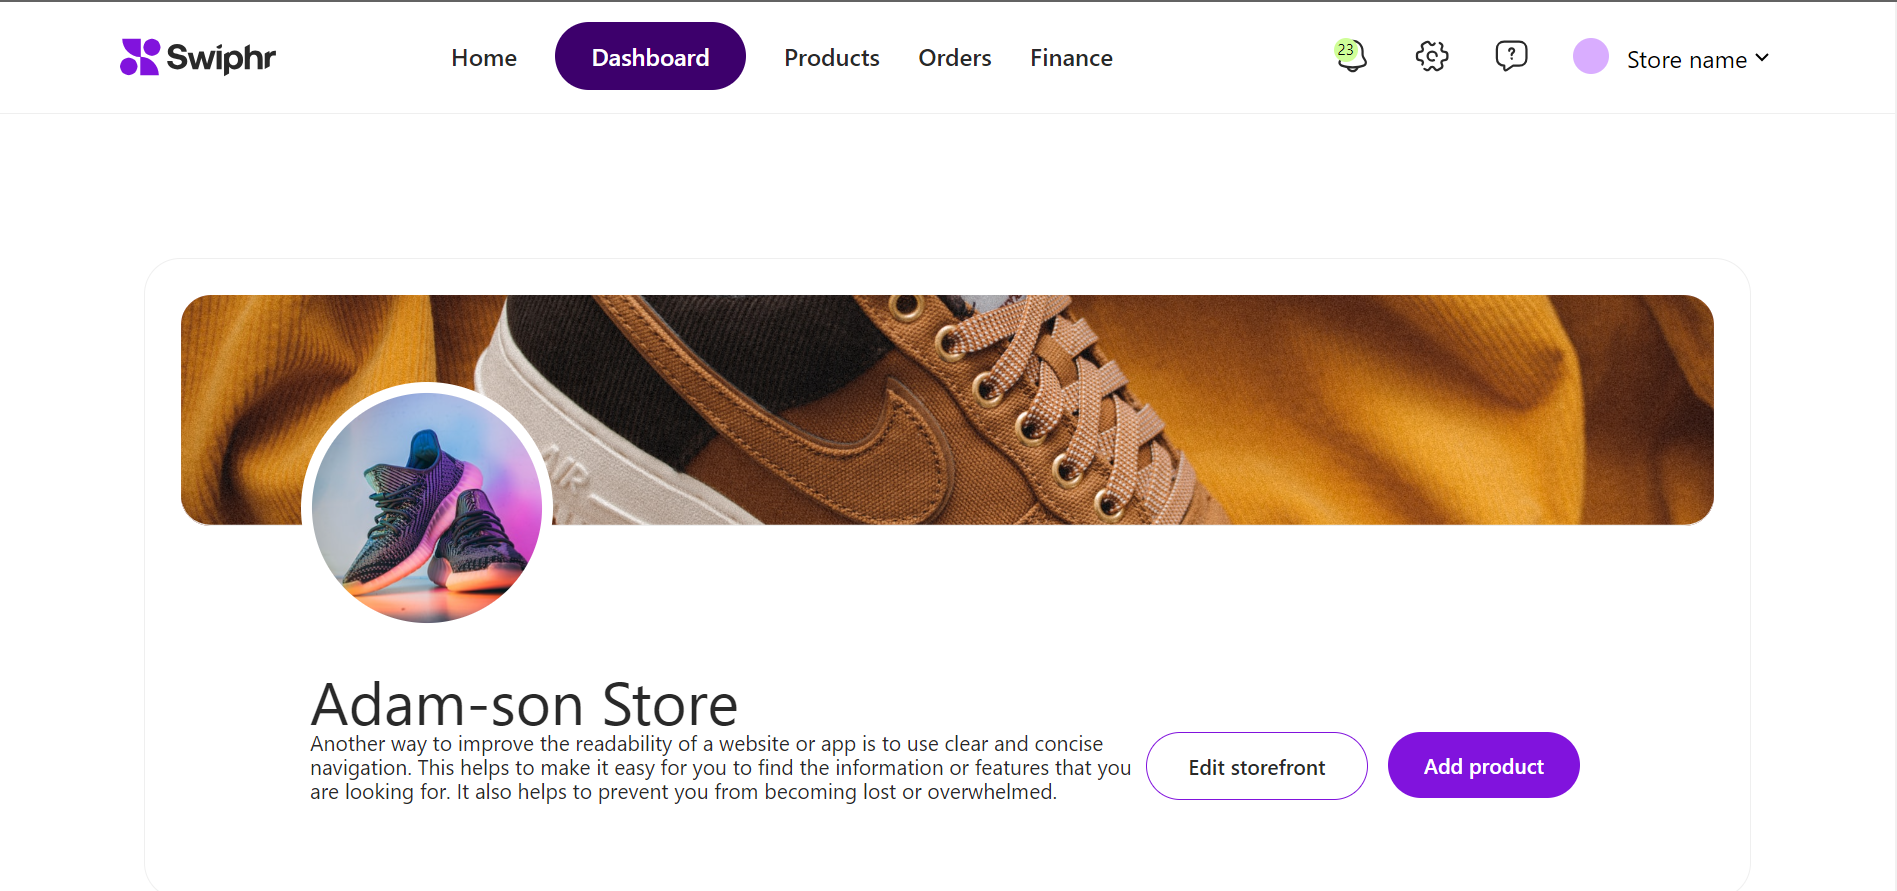 Swiphr
Home
Dashboard
Products
Orders
Finance
23
?
Store name
AIR
Adam-son Store
Another way to improve the readability of a website or app is to use clear and concise
navigation. This helps to make it easy for you to find the information or features that you
are looking for. It also helps to prevent you from becoming lost or overwhelmed.
Edit storefront
Add product